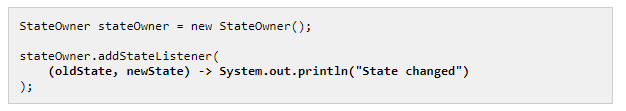 StateOwner stateOwner = new StateOwner();
stateOwner.addStateListener(
    (oldState, newState) -> System.out.println("State changed")
);